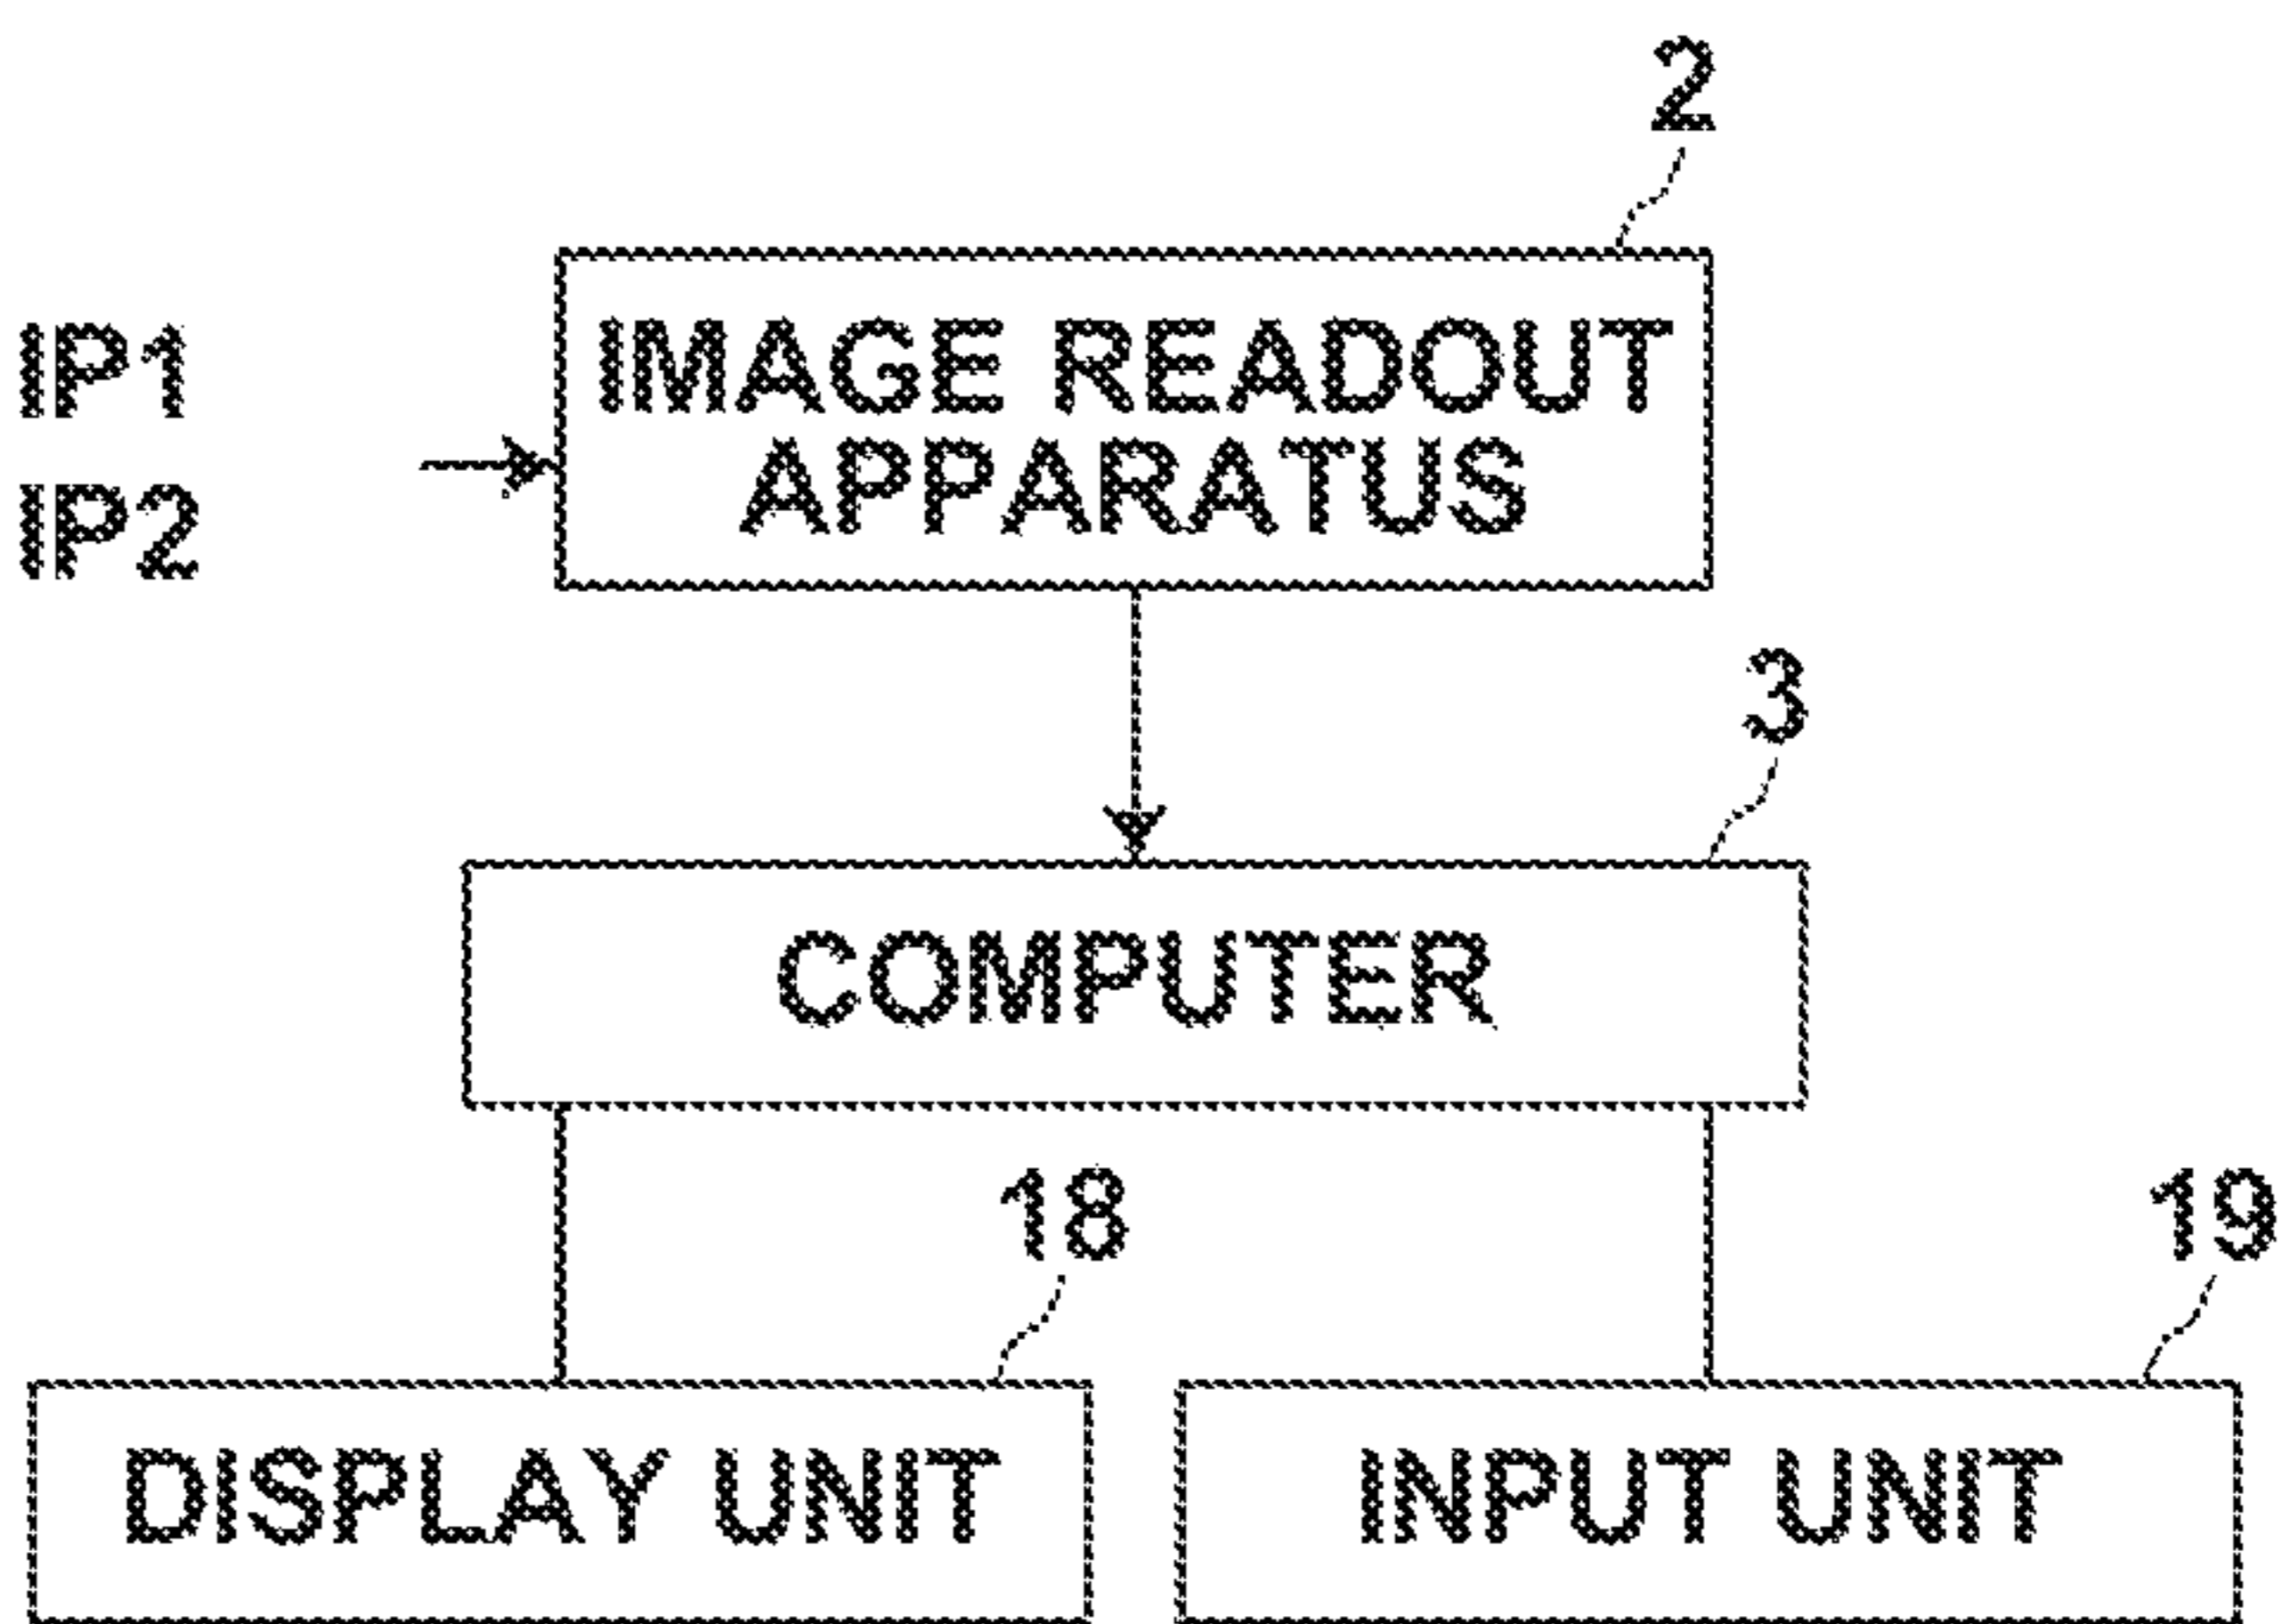 2
IP1
IP2
IMAGE READOUT
APPARATUS
3
COMPUTER
18
19
DISPLAY UNIT
INPUT UNIT